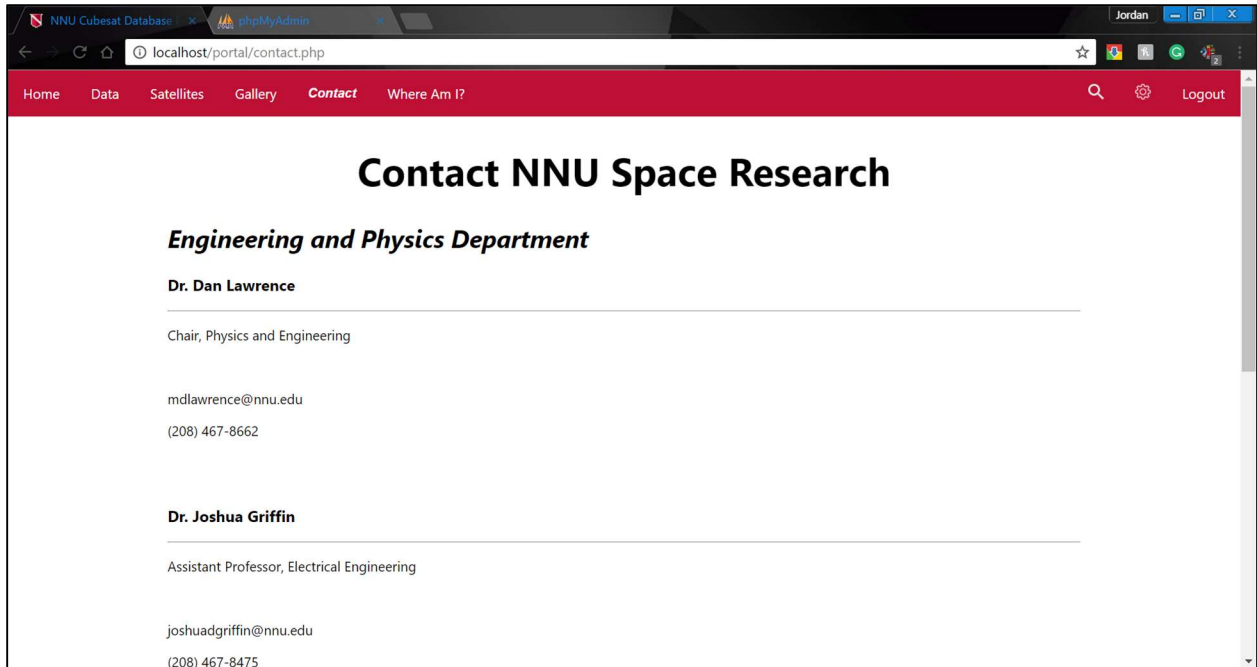 NNU Cubesat Database phpMyAdmin Jordan
localhost/portal/contact.php
Home Data Satellites Gallery Contact Where Am I? Logout
Contact NNU Space Research
Engineering and Physics Department
Dr. Dan Lawrence
Chair, Physics and Engineering
mdlawrence@nnu.edu
(208) 467-8662
Dr. Joshua Griffin
Assistant Professor, Electrical Engineering
joshuadgriffin@nnu.edu
(208) 467-8475